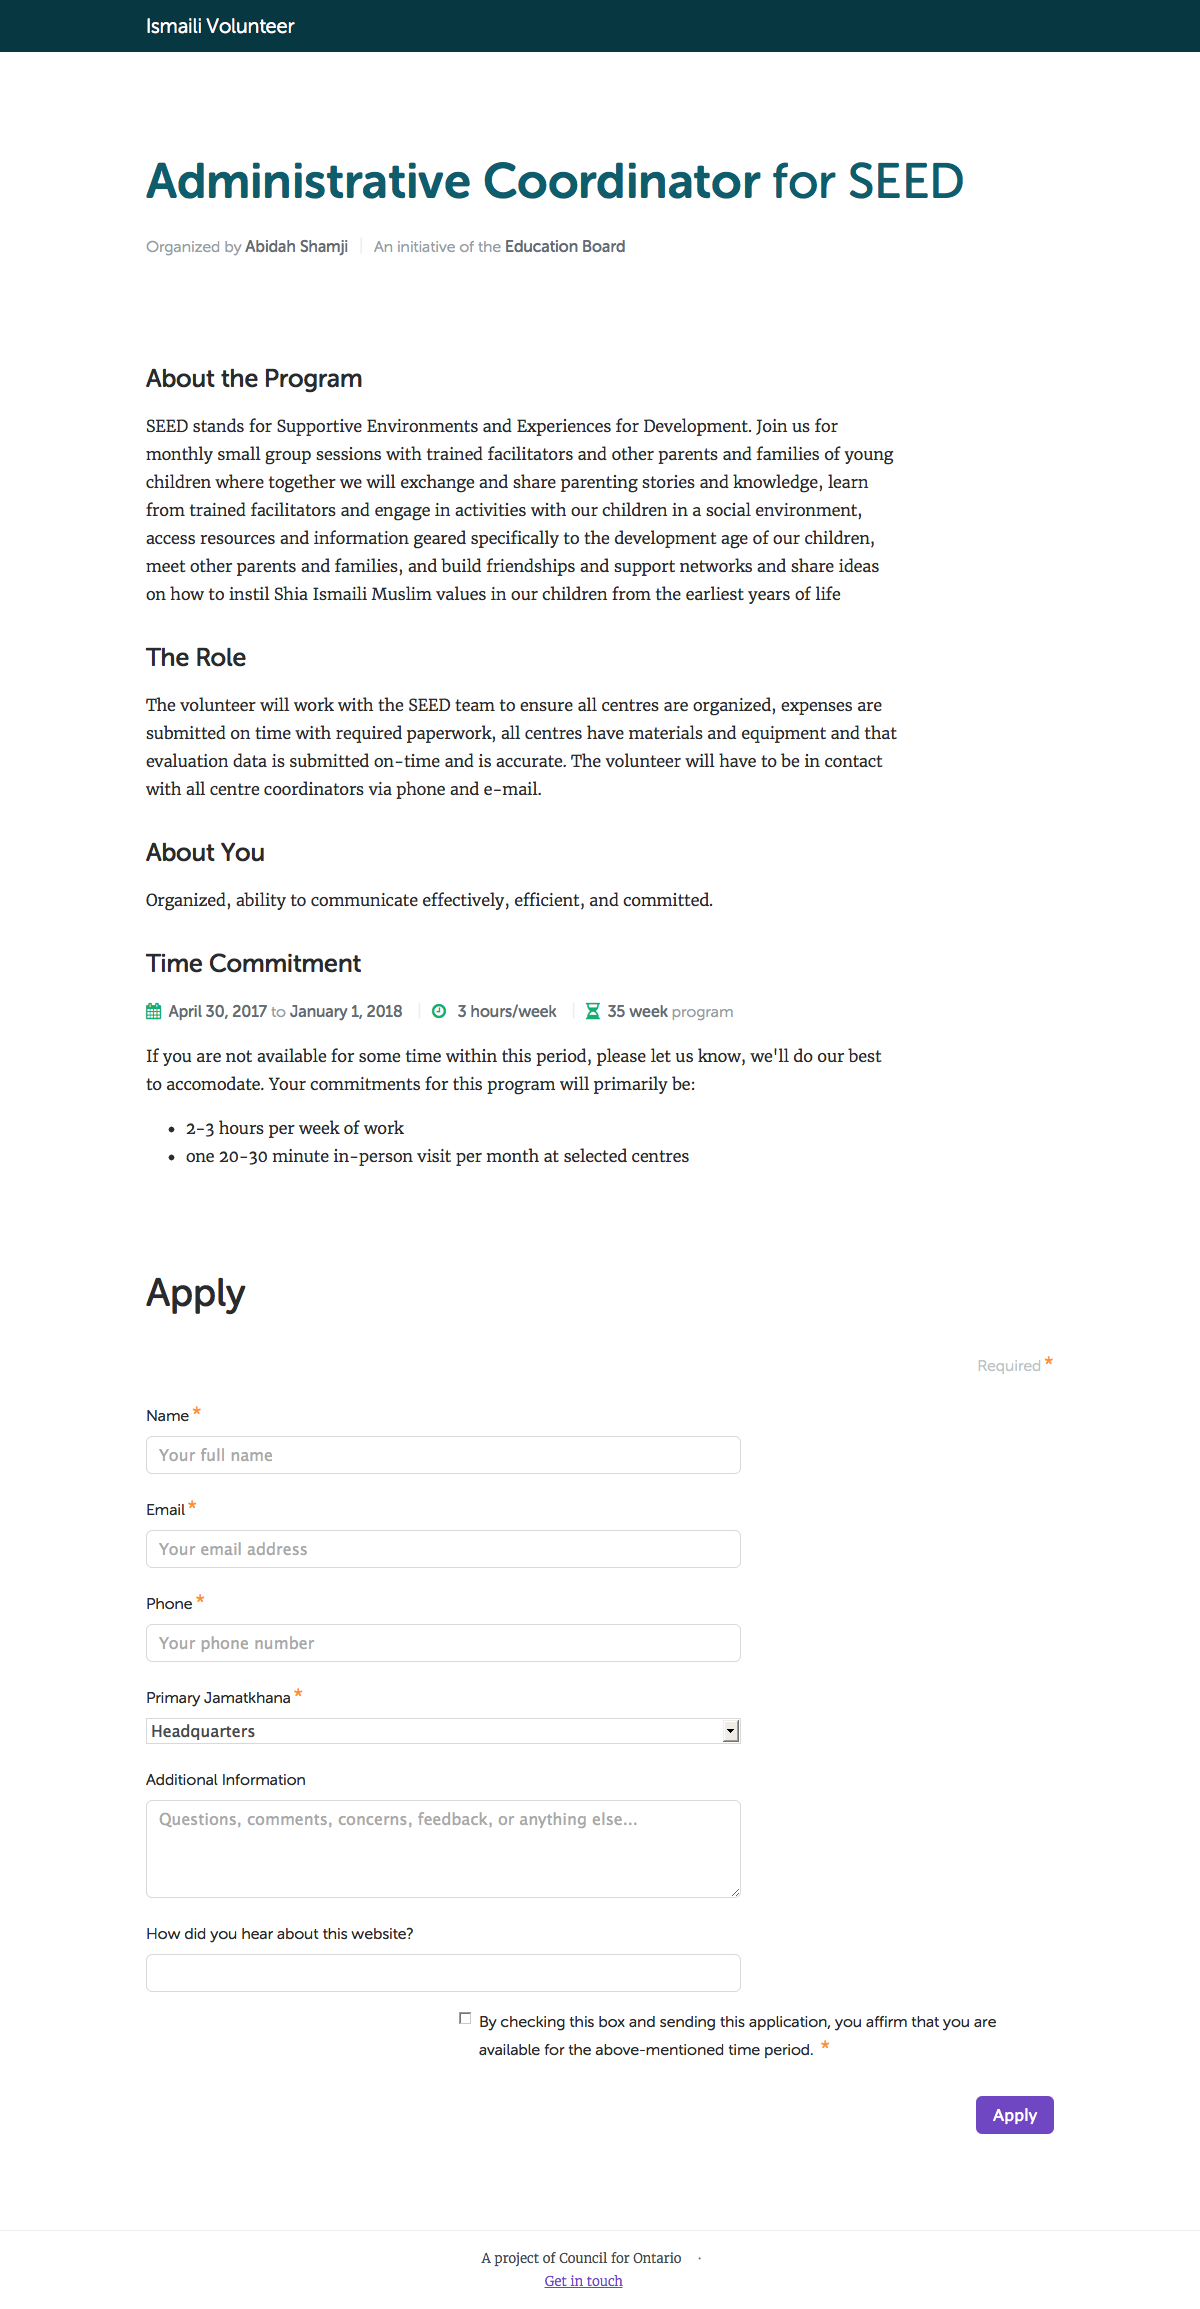 Ismaili Volunteer
Administrative Coordinator for SEED
Organized by Abidah Shamji An initiative of the Education Board
About the Program
SEED stands for Supportive Environments and Experiences for Development. Join us for
monthly small group sessions with trained facilitators and other parents and families of young
children where together we will exchange and share parenting stories and knowledge, learn
from trained facilitators and engage in activities with our children in a social environment,
access resources and information geared specifically to the development age of our children,
meet other parents and families, and build friendships and support networks and share ideas
on how to instil Shia Ismaili Muslim values in our children from the earliest years of life
The Role
The volunteer will work with the SEED team to ensure all centres are organized, expenses are
submitted on time with required paperwork, all centres have materials and equipment and that
evaluation data is submitted on-time and is accurate. The volunteer will have to be in contact
with all centre coordinators via phone and e-mail.
About You
Organized, ability to communicate effectively, efficient, and committed.
Time Commitment
April 30, 2017 to January 1, 2018 3 hours/week 35 week program
If you are not available for some time within this period, please let us know, we'll do our best
to accomodate. Your commitments for this program will primarily be:
• 2-3 hours per week of work
• one 20-30 minute in-person visit per month at selected centres
Apply
Required *
Name *
Your full name
Email *
Your email address
Phone *
Your phone number
Primary Jamatkhana *
Headquarters
Additional Information
Questions, comments, concerns, feedback, or anything else...
How did you hear about this website?
By checking this box and sending this application, you affirm that you are
available for the above-mentioned time period. *
Apply
A project of Council for Ontario ·
Get in touch